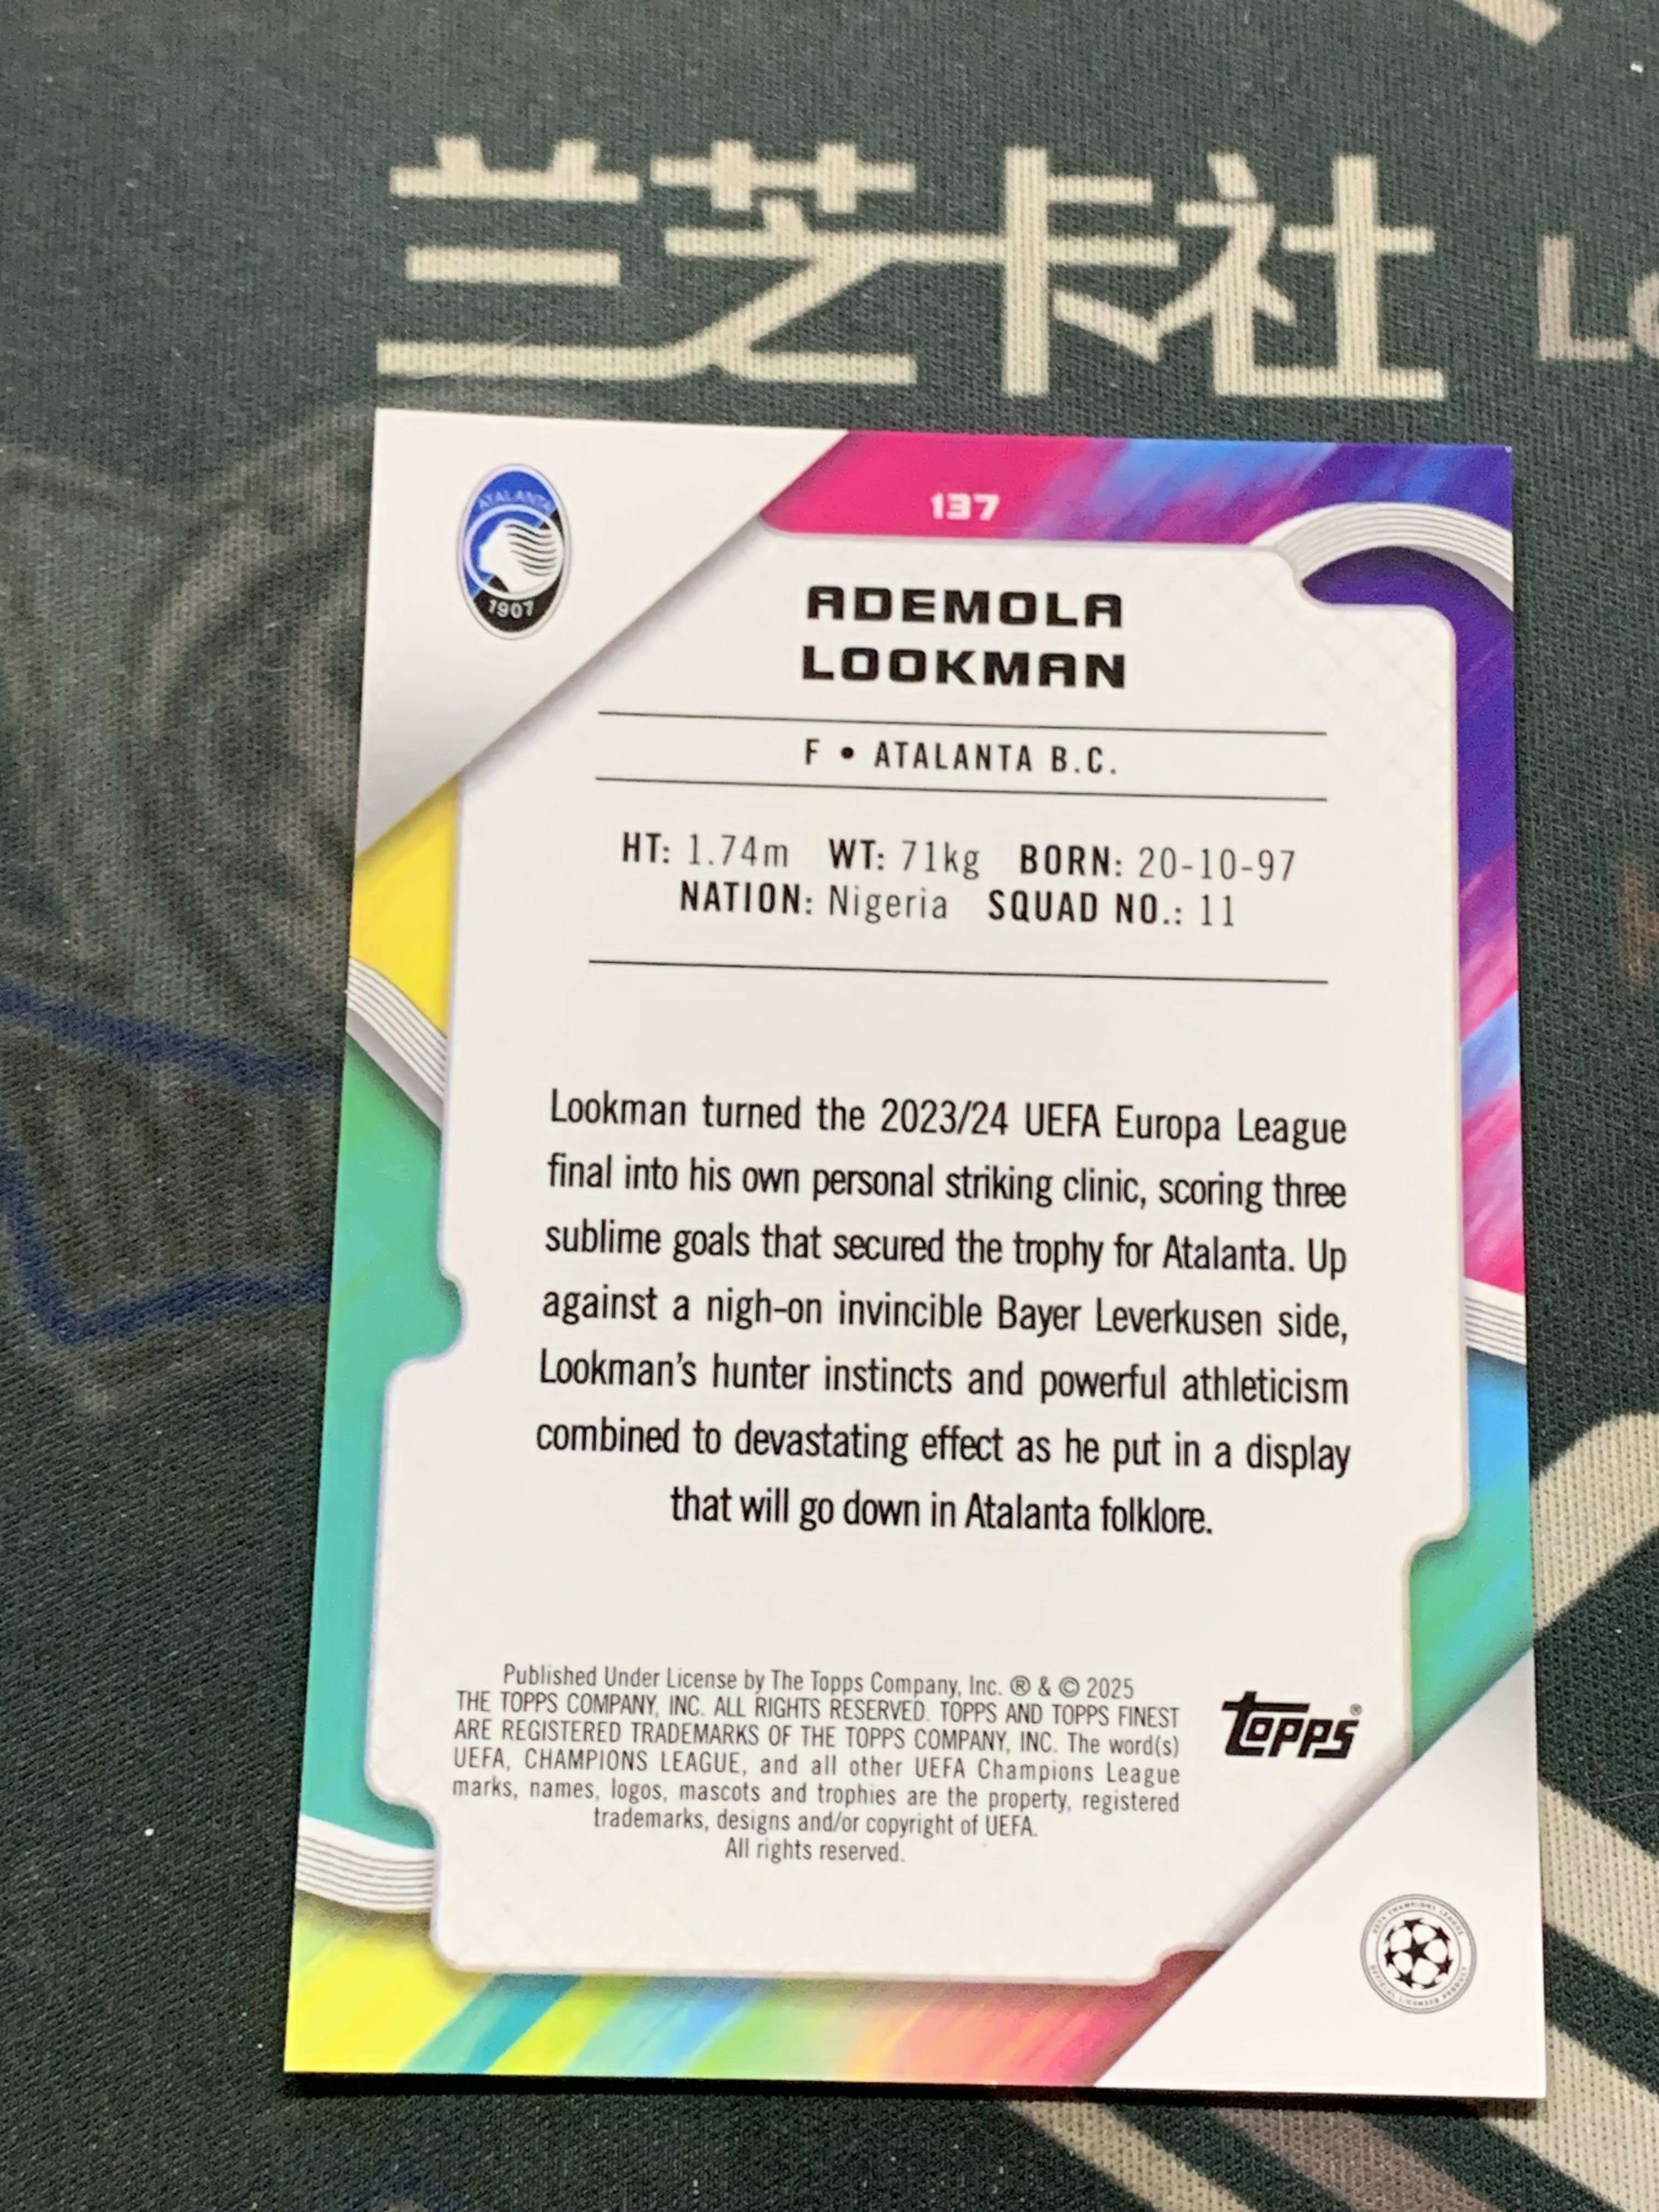 兰芝卡社
ATALANTA
1907
137
ADEMOLA
LOOKMAN
F • ATALANTA B.C.
HT: 1.74m WT: 71kg BORN: 20-10-97
NATION: Nigeria SQUAD NO.: 11
Lookman turned the 2023/24 UEFA Europa League
final into his own personal striking clinic, scoring three
sublime goals that secured the trophy for Atalanta. Up
against a nigh-on invincible Bayer Leverkusen side,
Lookman's hunter instincts and powerful athleticism
combined to devastating effect as he put in a display
that will go down in Atalanta folklore.
Published Under License by The Topps Company, Inc. ® & © 2025
THE TOPPS COMPANY, INC. ALL RIGHTS RESERVED. TOPPS AND TOPPS FINEST
ARE REGISTERED TRADEMARKS OF THE TOPPS COMPANY, INC. The word(s)
UEFA, CHAMPIONS LEAGUE, and all other UEFA Champions League
marks, names, logos, mascots and trophies are the property, registered
trademarks, designs and/or copyright of UEFA.
All rights reserved.
topps®
UEFA CHAMPIONS LEAGUE
OFFICIAL LICENSED PRODUCT